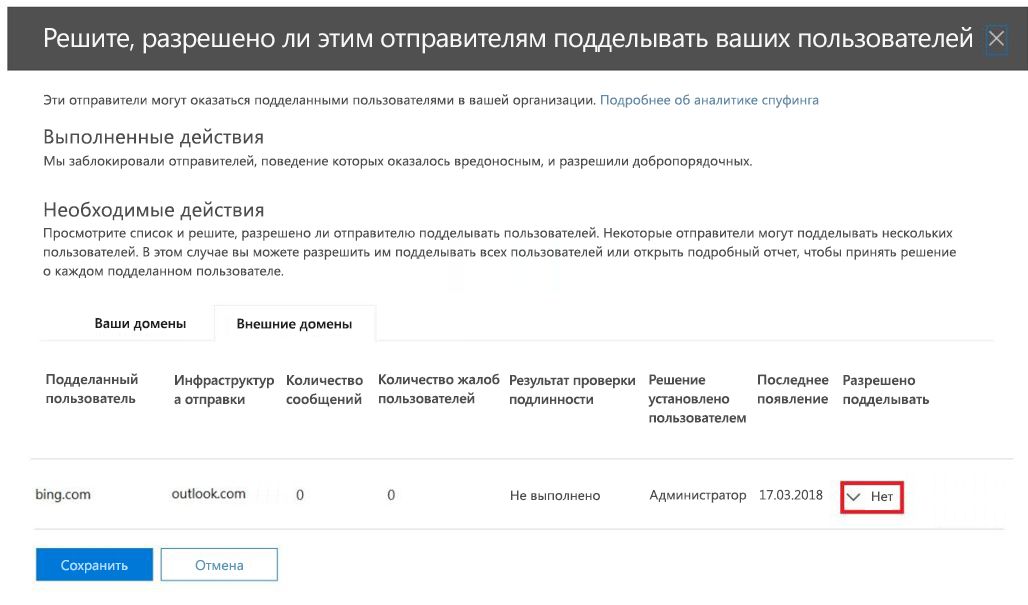 Решите, разрешено ли этим отправителям подделывать ваших пользователей
Эти отправители могут оказаться подделанными пользователями в вашей организации. Подробнее об аналитике спуфинга
Выполненные действия
Мы заблокировали отправителей, поведение которых оказалось вредоносным, и разрешили добропорядочных.
Необходимые действия
Просмотрите список и решите, разрешено ли отправителю подделывать пользователей. Некоторые отправители могут подделывать нескольких
пользователей. В этом случае вы можете разрешить им подделывать всех пользователей или открыть подробный отчет, чтобы принять решение
о каждом подделанном пользователе.
Ваши домены Внешние домены
Подделанный Инфраструктур Количество Количество жалоб Результат проверки Решение Последнее Разрешено
пользователь а отправки сообщений пользователей подлинности установлено появление подделывать
пользователем
bing.com outlook.com 0 0 Не выполнено Администратор 17.03.2018 Нет
Сохранить Отмена